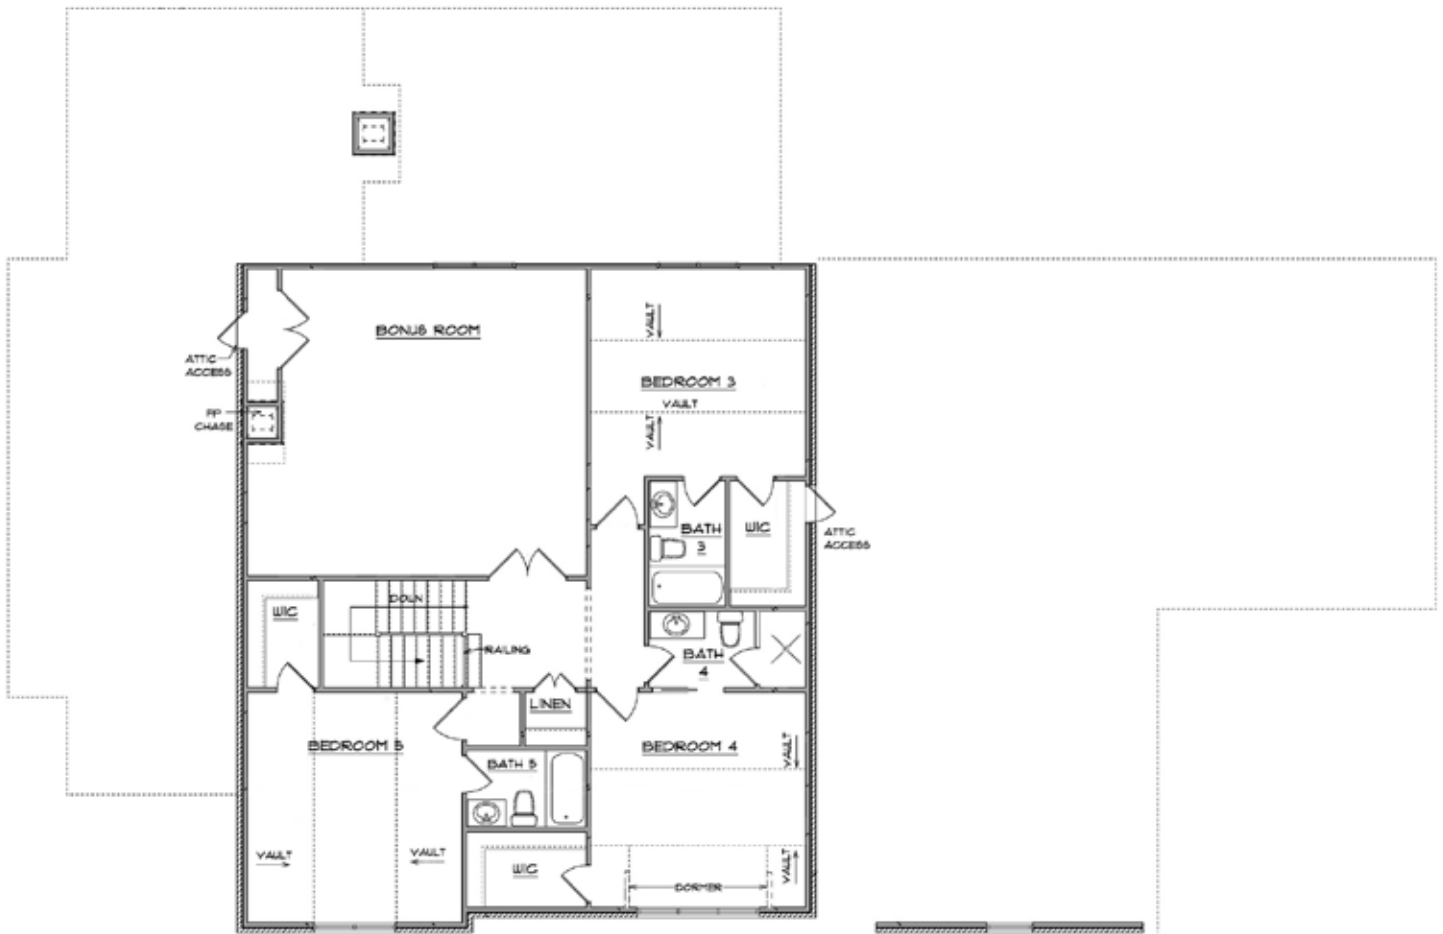 BONUS ROOM
VAULT
ATTIC
ACCESS
BEDROOM 3
VAULT
VAULT
FP
CHASE
BATH
3
WIC
ATTIC
ACCESS
DOWN
WIC
RAILING
BATH
4
LINEN
BEDROOM 5
BEDROOM 4
VAULT
BATH 5
VAULT
VAULT
WIC
VAULT
DORMER